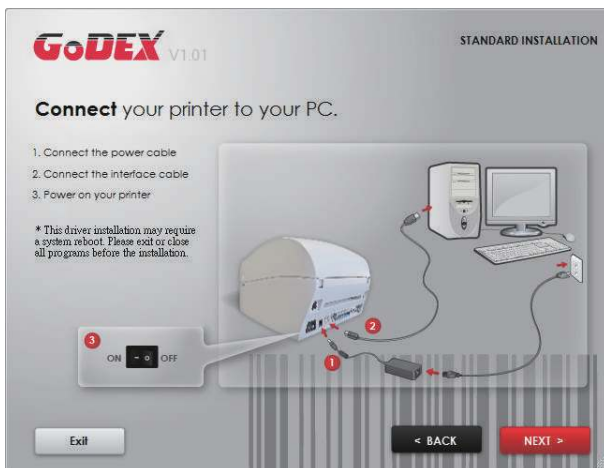 GoDEX V1.01
STANDARD INSTALLATION
Connect your printer to your PC.
1. Connect the power cable
2. Connect the interface cable
3. Power on your printer
* This driver installation may require
a system reboot. Please exit or close
all programs before the installation.
2
3
ON - o OFF
1
Exit
< BACK
NEXT >